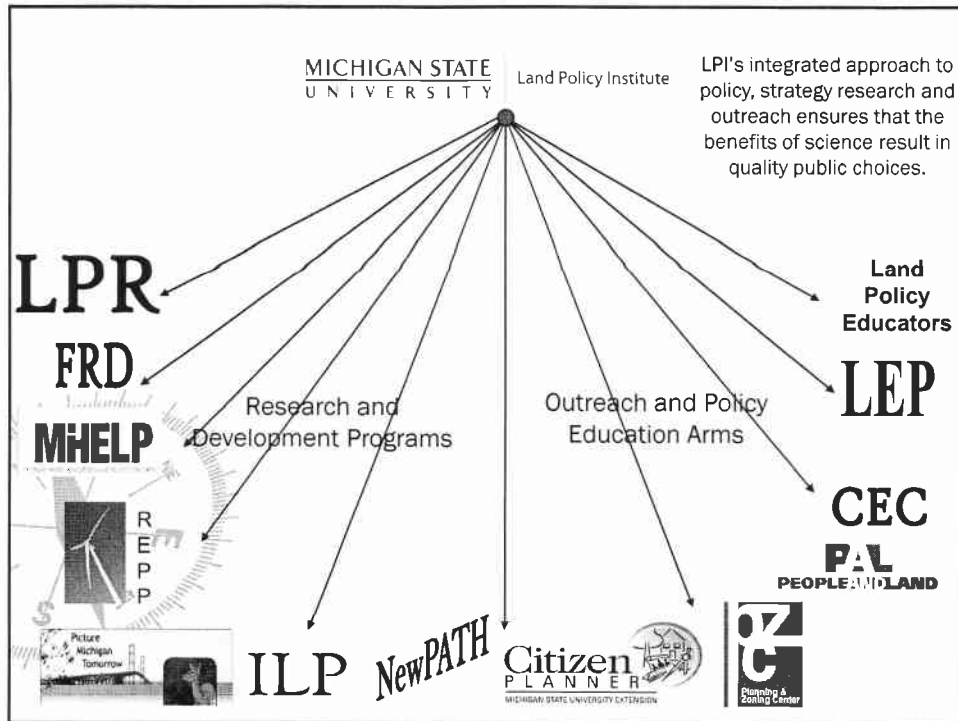 MICHIGAN STATE
UNIVERSITY
Land Policy Institute
LPI's integrated approach to
policy, strategy research and
outreach ensures that the
benefits of science result in
quality public choices.
LPR
FRD
MiHELP
REPP
E
S
Picture
Michigan
Tomorrow
Research and
Development Programs
Outreach and Policy
Education Arms
Land
Policy
Educators
LEP
CEC
PAL
PEOPLEANDLAND
ILP
NewPATH
Citizen
PLANNER
MICHIGAN STATE UNIVERSITY EXTENSION
PZC
Planning &
Zoning Center